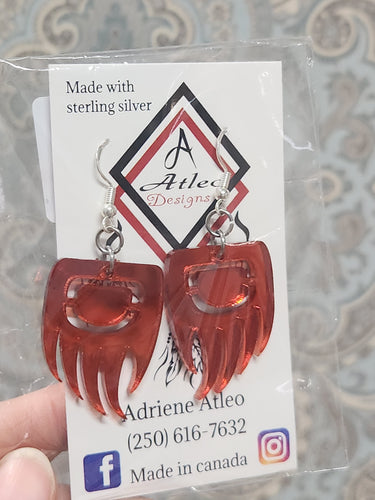 Made with
sterling silver
A
Atleo
Designs
Adriene Atleo
(250) 616-7632
Made in canada